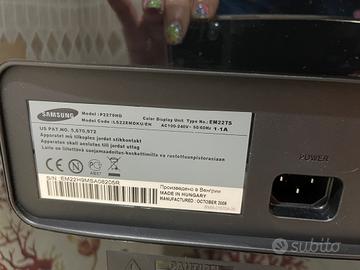 SAMSUNG
Model : P2270HD
Model Code : LS22EMDKU/EN
Color Display Unit
Type No : EM22TS
AC100-240V~ 50/60Hz 1.1A
US PAT.NO. 5,670,972
Apparatet må tilkoples jordet stikkontakt
Apparaten skall anslutas till jordat uttag
Laite on liitettävä suojamaadoituskoskettimilla
varustettuun pistorasiaan
S/N : EM22H9MSA08205R
Произведено в Венгрии
MADE IN HUNGARY
MANUFACTURED : OCTOBER 2009
POWER
subito